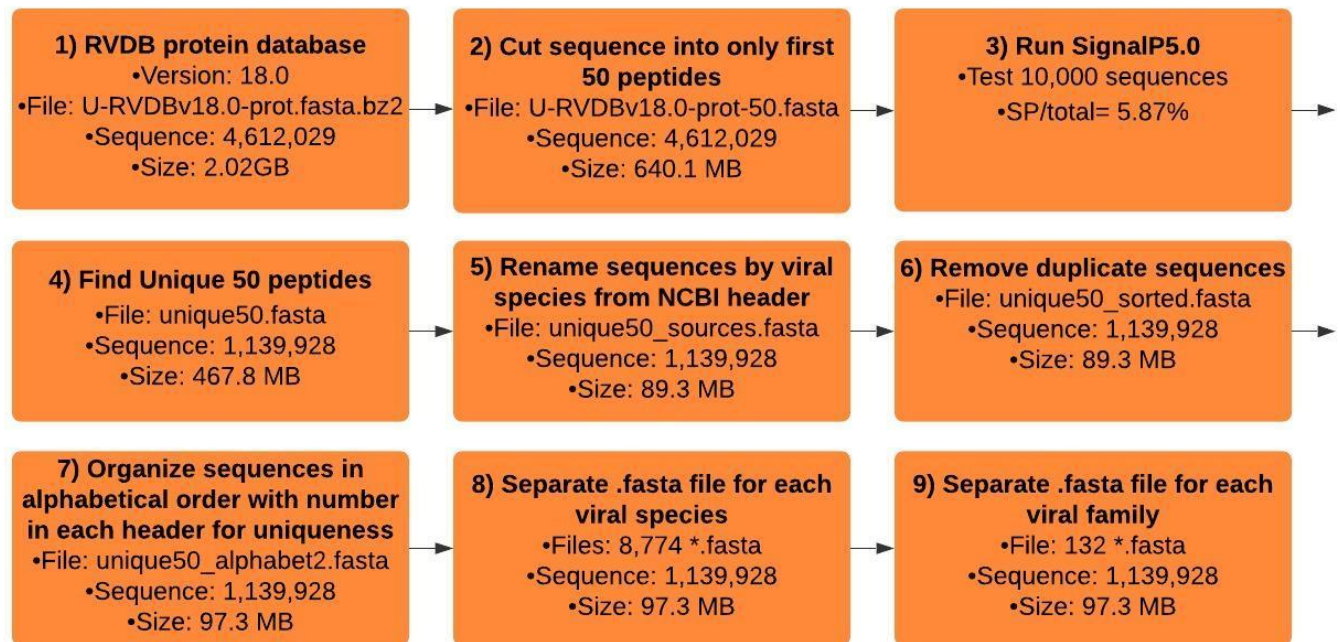 1) RVDB protein database
•Version: 18.0
•File: U-RVDBv18.0-prot.fasta.bz2
•Sequence: 4,612,029
•Size: 2.02GB
2) Cut sequence into only first
50 peptides
•File: U-RVDBv18.0-prot-50.fasta
•Sequence: 4,612,029
•Size: 640.1 MB
3) Run SignalP5.0
•Test 10,000 sequences
•SP/total= 5.87%
4) Find Unique 50 peptides
•File: unique50.fasta
•Sequence: 1,139,928
•Size: 467.8 MB
5) Rename sequences by viral
species from NCBI header
•File: unique50_sources.fasta
•Sequence: 1,139,928
•Size: 89.3 MB
6) Remove duplicate sequences
•File: unique50_sorted.fasta
•Sequence: 1,139,928
•Size: 89.3 MB
7) Organize sequences in
alphabetical order with number
in each header for uniqueness
•File: unique50_alphabet2.fasta
•Sequence: 1,139,928
•Size: 97.3 MB
8) Separate .fasta file for each
viral species
•Files: 8,774 *.fasta
•Sequence: 1,139,928
•Size: 97.3 MB
9) Separate .fasta file for each
viral family
•File: 132 *.fasta
•Sequence: 1,139,928
•Size: 97.3 MB